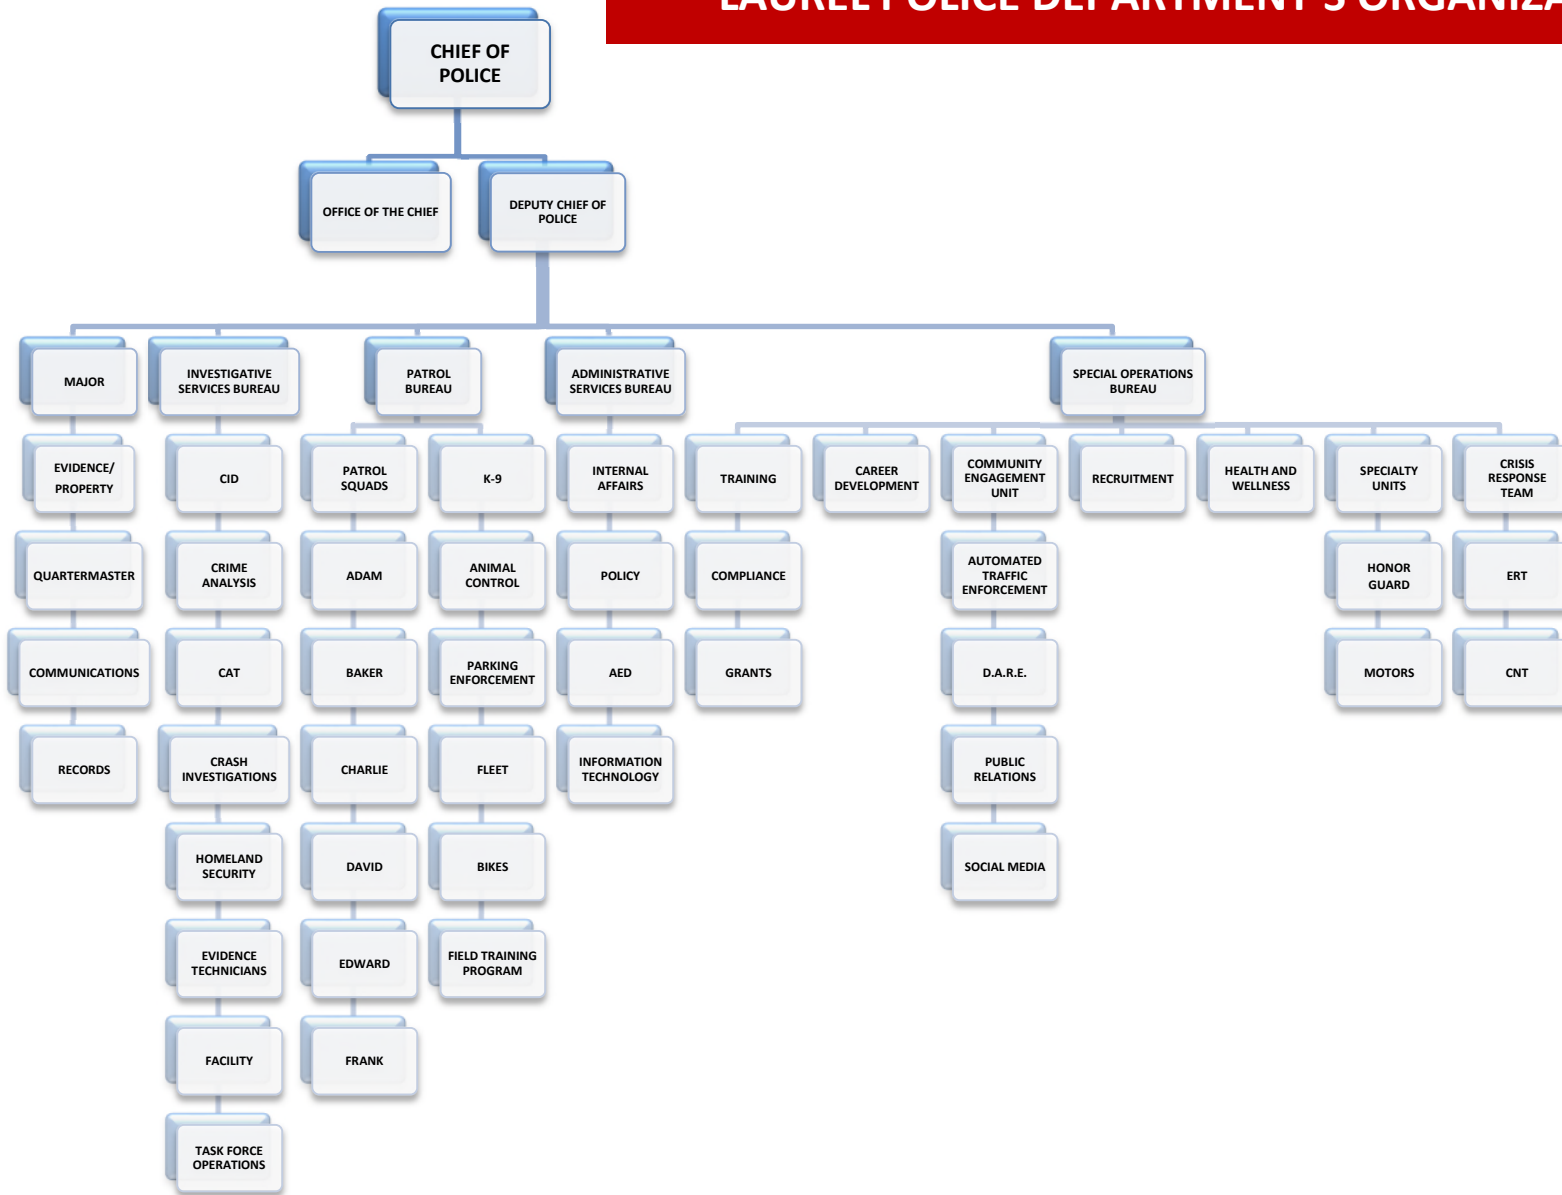 LAUREL POLICE DEPARTMENT'S ORGANIZA
CHIEF OF
POLICE
OFFICE OF THE CHIEF
DEPUTY CHIEF OF
POLICE
MAJOR
INVESTIGATIVE
SERVICES BUREAU
PATROL
BUREAU
ADMINISTRATIVE
SERVICES BUREAU
SPECIAL OPERATIONS
BUREAU
EVIDENCE/
PROPERTY
CID
PATROL
SQUADS
K-9
INTERNAL
AFFAIRS
TRAINING
CAREER
DEVELOPMENT
COMMUNITY
ENGAGEMENT
UNIT
RECRUITMENT
HEALTH AND
WELLNESS
SPECIALTY
UNITS
CRISIS
RESPONSE
TEAM
QUARTERMASTER
CRIME
ANALYSIS
ADAM
ANIMAL
CONTROL
POLICY
COMPLIANCE
AUTOMATED
TRAFFIC
ENFORCEMENT
HONOR
GUARD
ERT
COMMUNICATIONS
CAT
BAKER
PARKING
ENFORCEMENT
AED
GRANTS
D.A.R.E.
MOTORS
CNT
RECORDS
CRASH
INVESTIGATIONS
CHARLIE
FLEET
INFORMATION
TECHNOLOGY
PUBLIC
RELATIONS
HOMELAND
SECURITY
DAVID
BIKES
SOCIAL MEDIA
EVIDENCE
TECHNICIANS
EDWARD
FIELD TRAINING
PROGRAM
FACILITY
FRANK
TASK FORCE
OPERATIONS